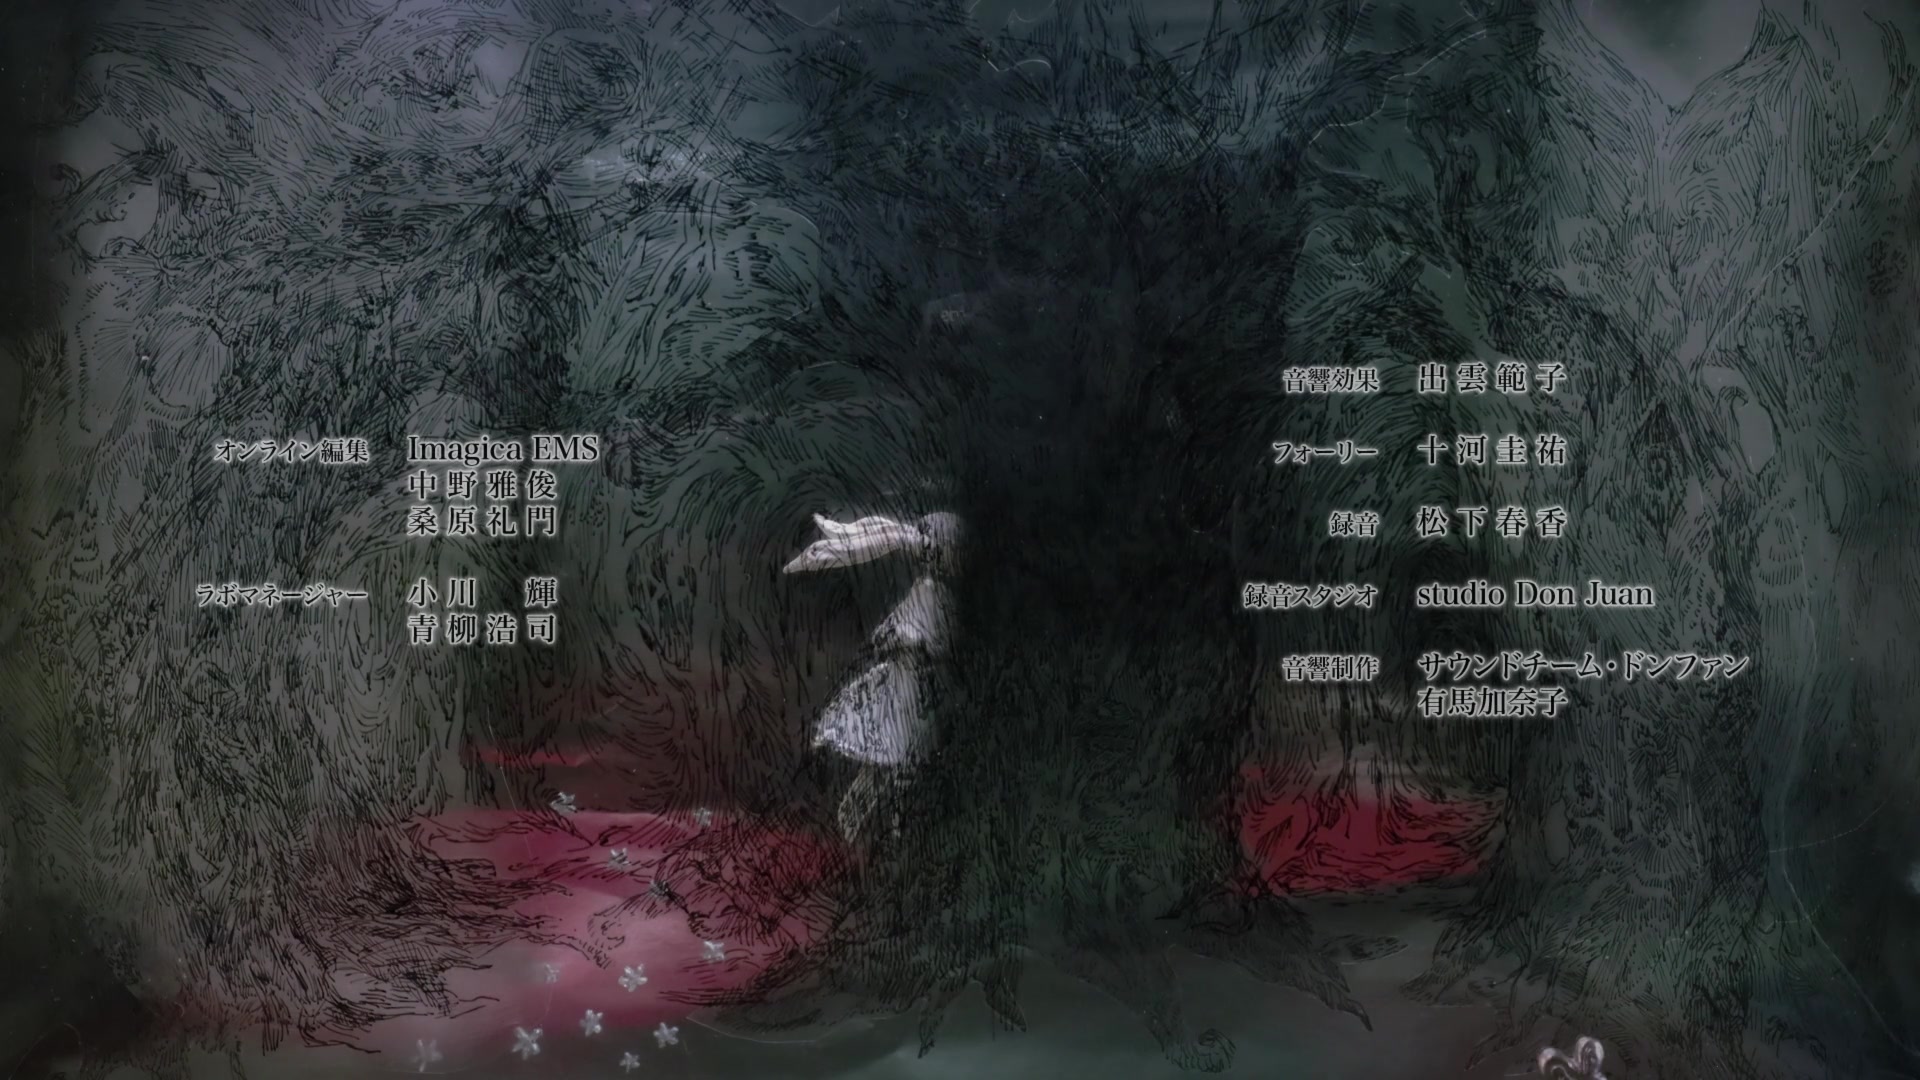 オンライン編集 Imagica EMS
中野雅俊
桑原礼門
ラボマネージャー 小川 輝
青柳浩司
音響効果 出雲範子
フォーリー 十河圭祐
録音 松下春香
録音スタジオ studio Don Juan
音響制作 サウンドチーム・ドンファン
有馬加奈子